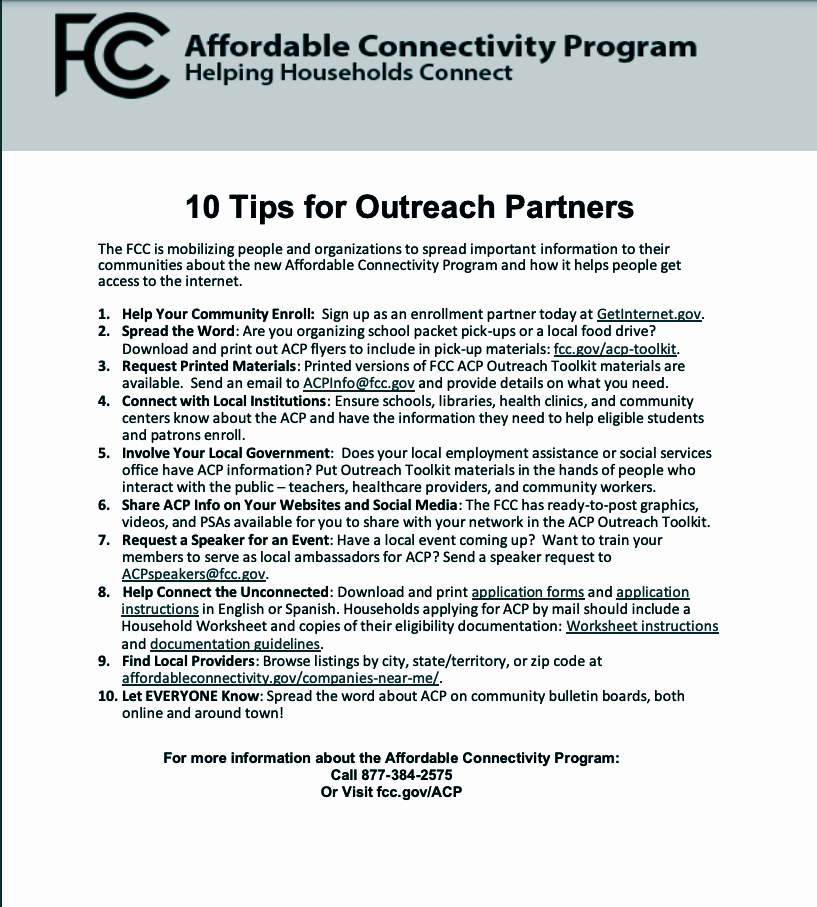 FCC
Affordable Connectivity Program
Helping Households Connect
10 Tips for Outreach Partners
The FCC is mobilizing people and organizations to spread important information to their
communities about the new Affordable Connectivity Program and how it helps people get
access to the internet.
1. Help Your Community Enroll: Sign up as an enrollment partner today at GetInternet.gov.
2. Spread the Word: Are you organizing school packet pick-ups or a local food drive?
Download and print out ACP flyers to include in pick-up materials: fcc.gov/acp-toolkit.
3. Request Printed Materials: Printed versions of FCC ACP Outreach Toolkit materials are
available. Send an email to ACPInfo@fcc.gov and provide details on what you need.
4. Connect with Local Institutions: Ensure schools, libraries, health clinics, and community
centers know about the ACP and have the information they need to help eligible students
and patrons enroll.
5. Involve Your Local Government: Does your local employment assistance or social services
office have ACP information? Put Outreach Toolkit materials in the hands of people who
interact with the public – teachers, healthcare providers, and community workers.
6. Share ACP Info on Your Websites and Social Media: The FCC has ready-to-post graphics,
videos, and PSAs available for you to share with your network in the ACP Outreach Toolkit.
7. Request a Speaker for an Event: Have a local event coming up? Want to train your
members to serve as local ambassadors for ACP? Send a speaker request to
ACPspeakers@fcc.gov.
8. Help Connect the Unconnected: Download and print application forms and application
instructions in English or Spanish. Households applying for ACP by mail should include a
Household Worksheet and copies of their eligibility documentation: Worksheet instructions
and documentation guidelines.
9. Find Local Providers: Browse listings by city, state/territory, or zip code at
affordableconnectivity.gov/companies-near-me/.
10. Let EVERYONE Know: Spread the word about ACP on community bulletin boards, both
online and around town!
For more information about the Affordable Connectivity Program:
Call 877-384-2575
Or Visit fcc.gov/ACP